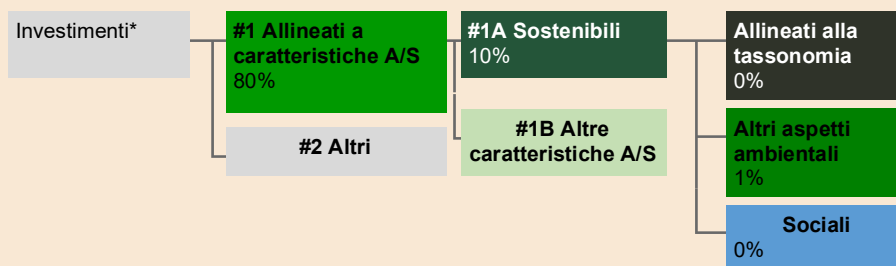 Investimenti*
#1 Allineati a
caratteristiche A/S
80%
#2 Altri
#1A Sostenibili
10%
#1B Altre
caratteristiche A/S
Allineati alla
tassonomia
0%
Altri aspetti
ambientali
1%
Sociali
0%